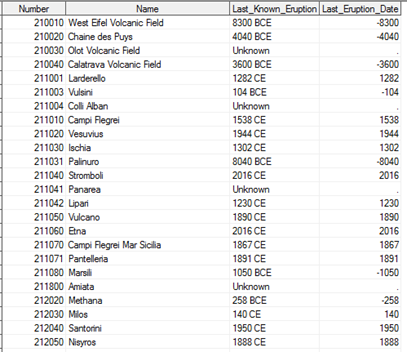 Number Name Last_Known_Eruption Last_Eruption_Date
210010 West Eifel Volcanic Field 8300 BCE -8300
210020 Chaine des Puys 4040 BCE -4040
210030 Olot Volcanic Field Unknown .
210040 Calatrava Volcanic Field 3600 BCE -3600
211001 Larderello 1282 CE 1282
211003 Vulsini 104 BCE -104
211004 Colli Alban Unknown .
211010 Campi Flegrei 1538 CE 1538
211020 Vesuvius 1944 CE 1944
211030 Ischia 1302 CE 1302
211031 Palinuro 8040 BCE -8040
211040 Stromboli 2016 CE 2016
211041 Panarea Unknown .
211042 Lipari 1230 CE 1230
211050 Vulcano 1890 CE 1890
211060 Etna 2016 CE 2016
211070 Campi Flegrei Mar Sicilia 1867 CE 1867
211071 Pantelleria 1891 CE 1891
211080 Marsili 1050 BCE -1050
211800 Amiata Unknown .
212020 Methana 258 BCE -258
212030 Milos 140 CE 140
212040 Santorini 1950 CE 1950
212050 Nisyros 1888 CE 1888